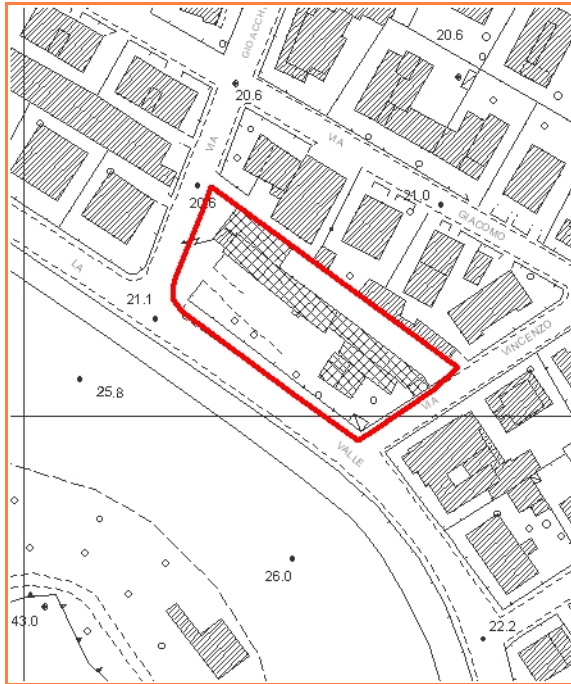 GIOACCH
20.6
20.6
VIA
VIA
21.0
GIACOMO
20.6
LA
21.1
25.8
VIA
VINCENZO
VALLE
26.0
43.0
22.2